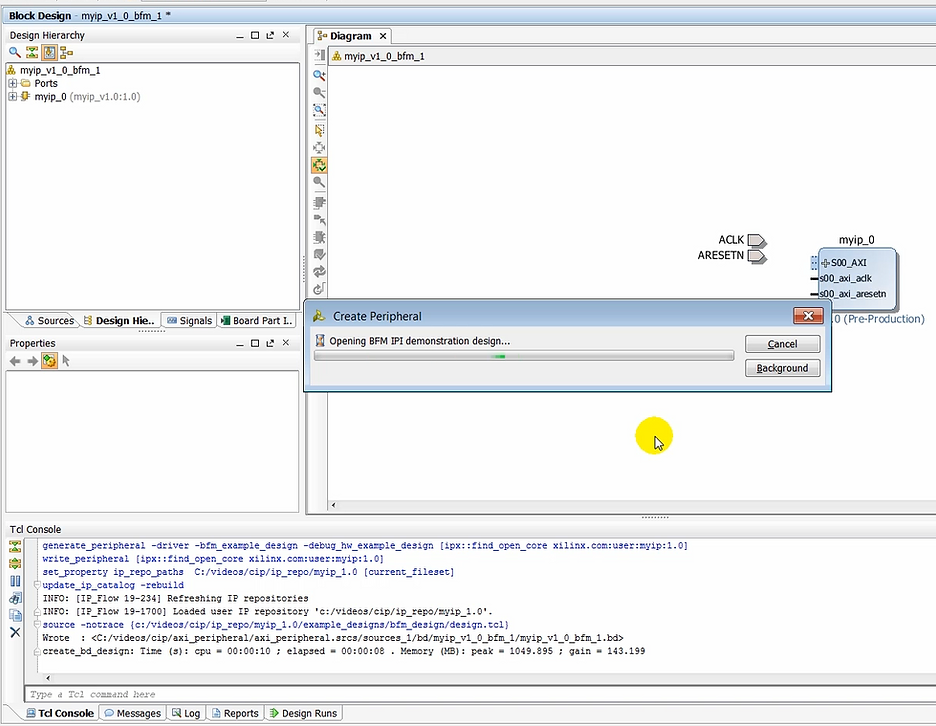 Block Design - myip_v1_0_bfm_1 *
Design Hierarchy
myip_v1_0_bfm_1
Ports
myip_0 (myip_v1.0:1.0)
Sources
Design Hie..
Signals
Board Part I..
Properties
Diagram
myip_v1_0_bfm_1
ACLK
ARESETN
myip_0
S00_AXI
s00_axi_aclk
s00_axi_aresetn
.0 (Pre-Production)
Create Peripheral
Opening BFM IPI demonstration design...
Cancel
Background
Tcl Console
generate_peripheral -driver -bfm_example_design -debug_hw_example_design [ipx::find_open_core xilinx.com:user:myip:1.0]
write_peripheral [ipx::find_open_core xilinx.com:user:myip:1.0]
set_property ip_repo_paths C:/videos/cip/ip_repo/myip_1.0 [current_fileset]
update_ip_catalog -rebuild
INFO: [IP_Flow 19-234] Refreshing IP repositories
INFO: [IP_Flow 19-1700] Loaded user IP repository 'c:/videos/cip/ip_repo/myip_1.0'.
source -notrace {c:/videos/cip/ip_repo/myip_1.0/example_designs/bfm_design/design.tcl}
Wrote : <C:/videos/cip/axi_peripheral/axi_peripheral.srcs/sources_1/bd/myip_v1_0_bfm_1/myip_v1_0_bfm_1.bd>
create_bd_design: Time (s): cpu = 00:00:10 ; elapsed = 00:00:08 . Memory (MB): peak = 1049.895 ; gain = 143.199
Type a Tcl command here
Tcl Console
Messages
Log
Reports
Design Runs